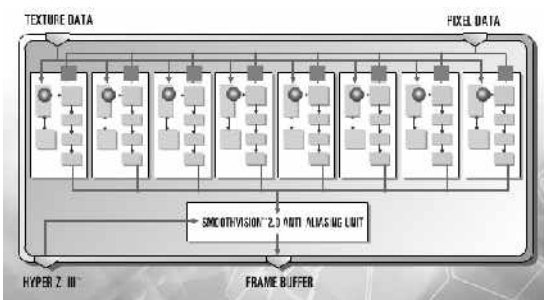 TEXTURE DATA
PIXEL DATA
SMOOTHVISION™ 2.0 ANTI-ALIASING UNIT
HYPER Z III™
FRAME BUFFER